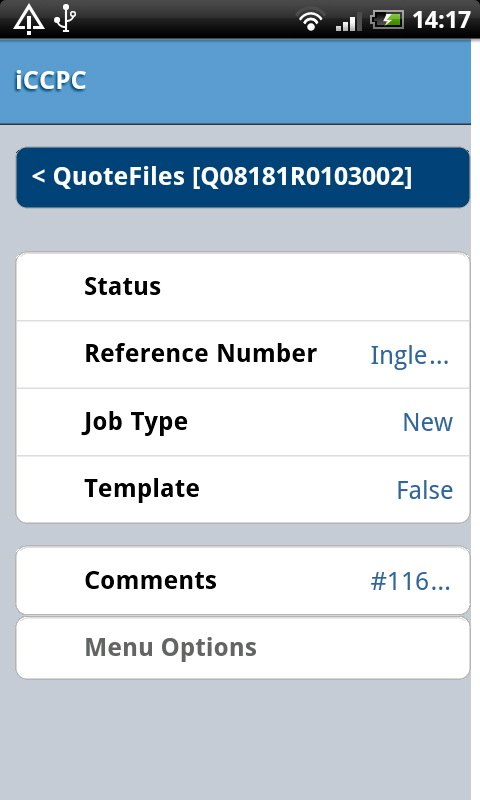 14:17
iCCPC
< QuoteFiles [Q08181R0103002]
Status
Reference Number Ingle...
Job Type New
Template False
Comments #116...
Menu Options